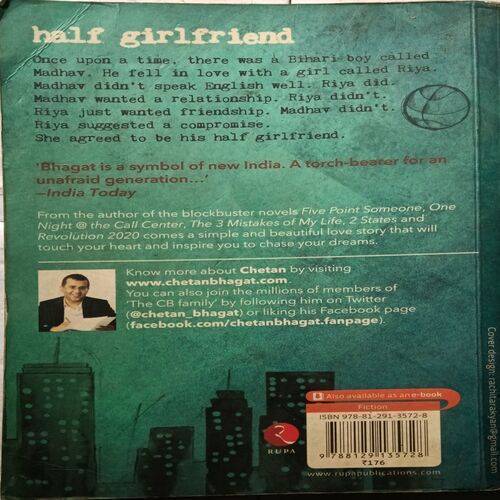 half girlfriend
Once upon a time, there was a Bihari boy called
Madhav. He fell in love with a girl called Riya.
Madhav didn't speak English well. Riya did.
Madhav wanted a relationship. Riya didn't.
Riya just wanted friendship. Madhav didn't.
Riya suggested a compromise.
She agreed to be his half girlfriend.
'Bhagat is a symbol of new India. A torch-bearer for an
unafraid generation...'
—India Today
From the author of the blockbuster novels Five Point Someone, One
Night @ the Call Center, The 3 Mistakes of My Life, 2 States and
Revolution 2020 comes a simple and beautiful love story that will
touch your heart and inspire you to chase your dreams.
Know more about Chetan by visiting
www.chetanbhagat.com.
You can also join the millions of members of
'The CB family' by following him on Twitter
(@chetan_bhagat) or liking his Facebook page
(facebook.com/chetanbhagat.fanpage).
Also available as an e-book
Fiction
ISBN 978-81-291-3572-8
9 788129 135728
₹176
RUPA
www.rupapublications.com
Cover design: